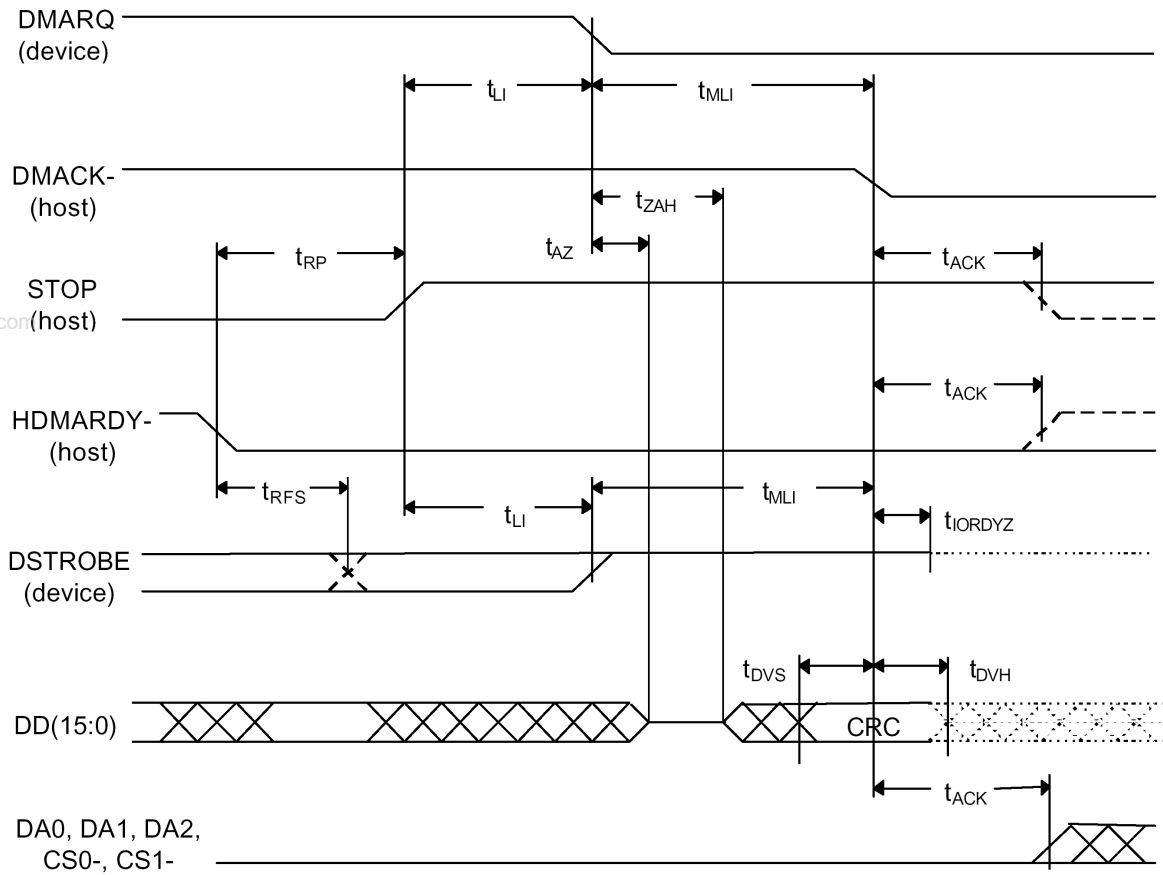 DMARQ
(device)
tLI
tMLI
DMACK-
(host)
tZAH
tAZ
tRP
tACK
STOP
(host)
com
tACK
HDMARDY-
(host)
tRFS
tMLI
tLI
tIORDYZ
DSTROBE
(device)
tDVS
tDVH
DD(15:0)
CRC
tACK
DA0, DA1, DA2,
CS0-, CS1-